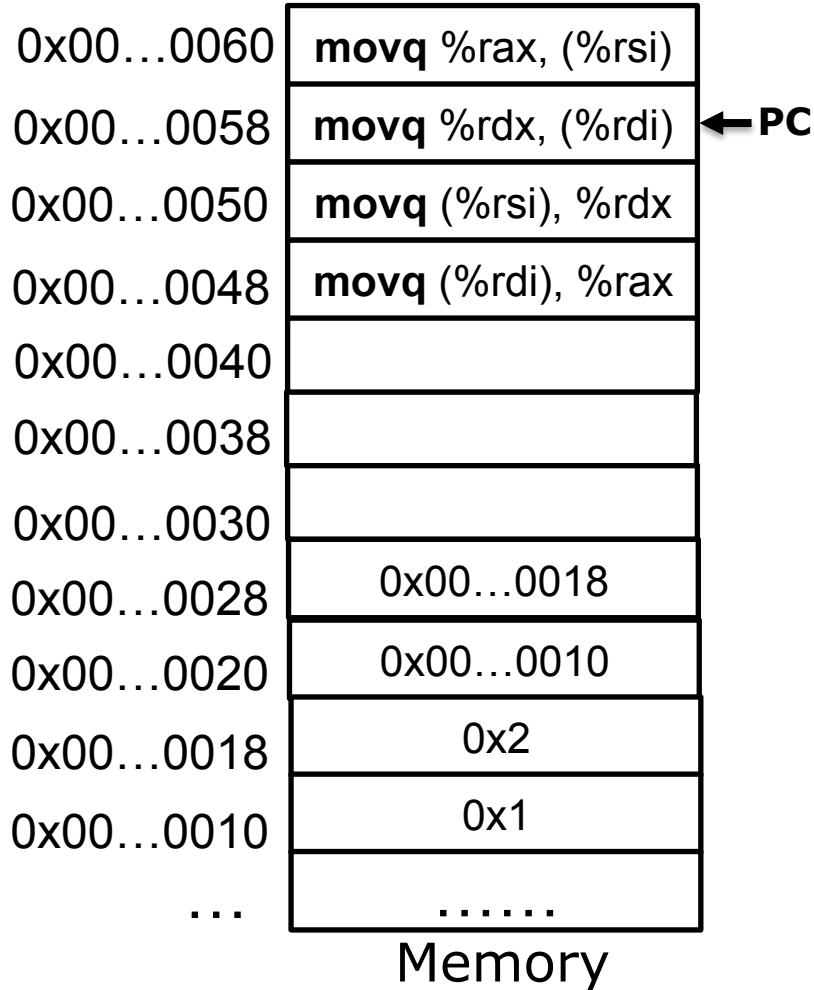 0x00…0060 movq %rax, (%rsi)
0x00…0058 movq %rdx, (%rdi) PC
0x00…0050 movq (%rsi), %rdx
0x00…0048 movq (%rdi), %rax
0x00…0040
0x00…0038
0x00…0030
0x00…0028 0x00…0018
0x00…0020 0x00…0010
0x00…0018 0x2
0x00…0010 0x1
… ……
Memory